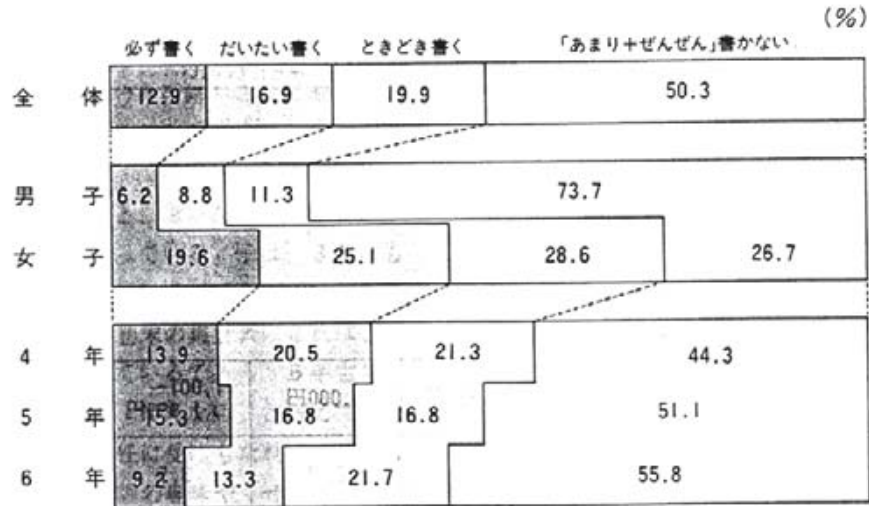 (%)
必ず書く だいたい書く ときどき書く 「あまり+ぜんぜん」書かない
全体 12.9 16.9 19.9 50.3
男子 6.2 8.8 11.3 73.7
女子 19.6 25.1 28.6 26.7
4年 13.9 20.5 21.3 44.3
5年 15.3 16.8 16.8 51.1
6年 9.2 13.3 21.7 55.8